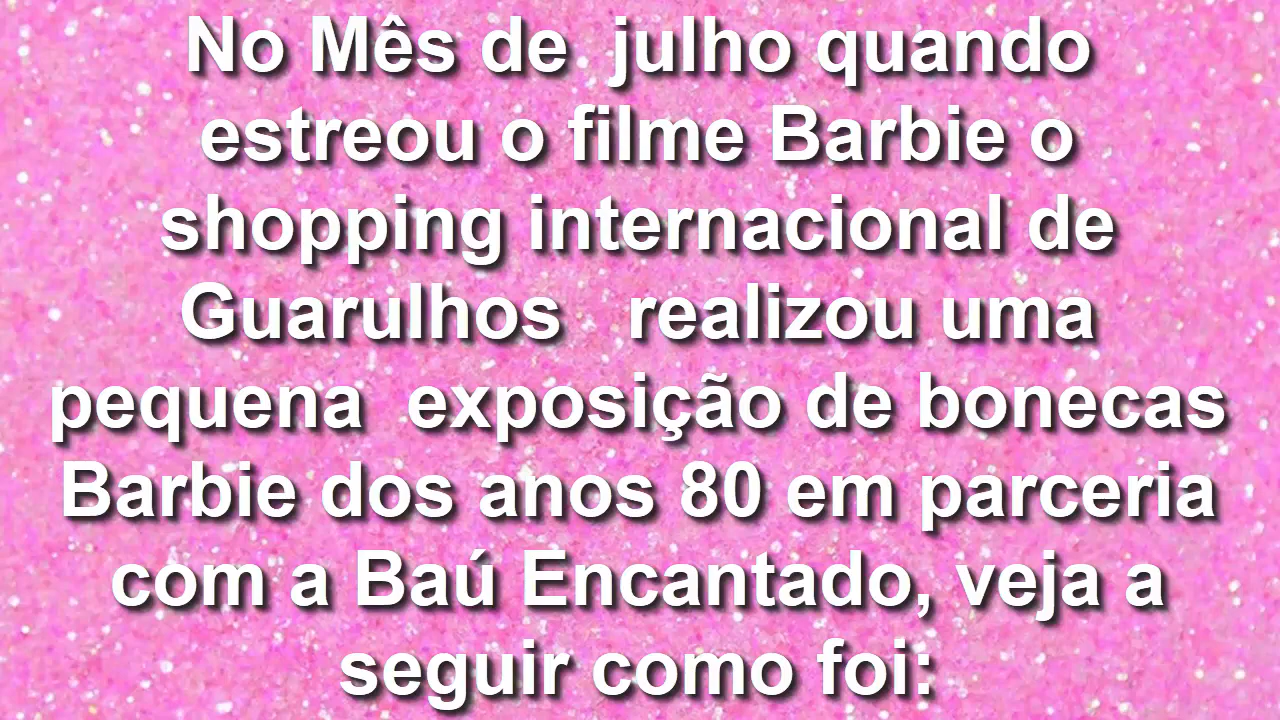 No Mês de  julho quando
estreou o filme Barbie o
shopping internacional de
Guarulhos   realizou uma
pequena  exposição de bonecas
Barbie dos anos 80 em parceria
com a Baú Encantado, veja a
seguir como foi: